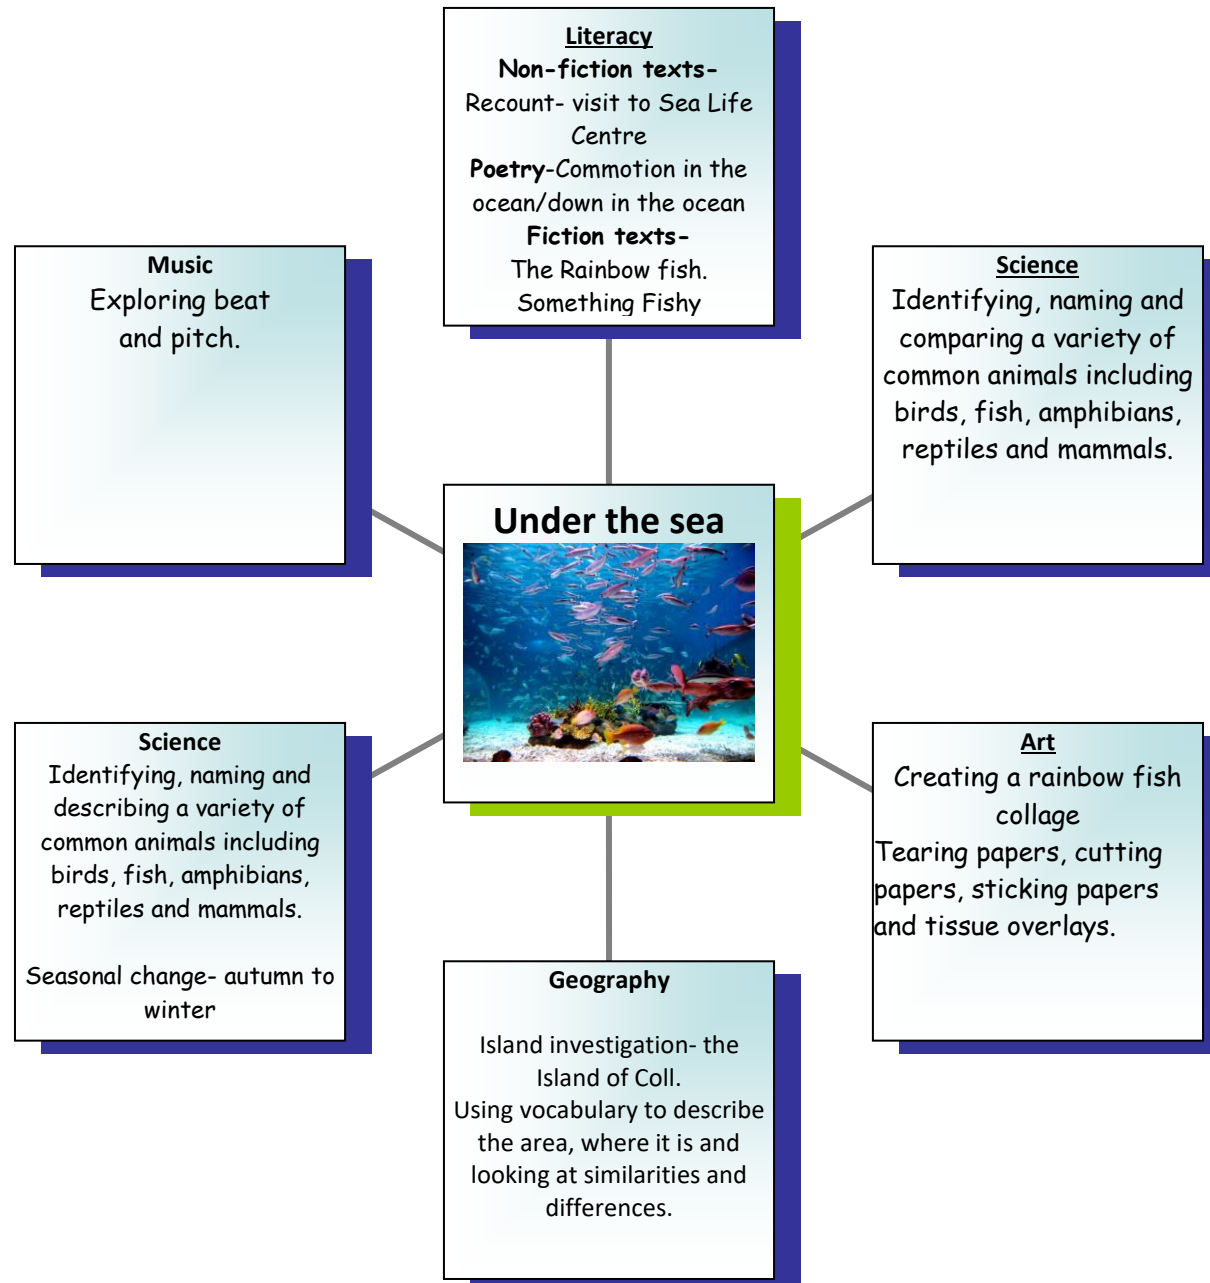 Literacy
Non-fiction texts-
Recount- visit to Sea Life
Centre
Poetry-Commotion in the
ocean/down in the ocean
Fiction texts-
The Rainbow fish.
Something Fishy
Music
Exploring beat
and pitch.
Science
Identifying, naming and
comparing a variety of
common animals including
birds, fish, amphibians,
reptiles and mammals.
Under the sea
Science
Identifying, naming and
describing a variety of
common animals including
birds, fish, amphibians,
reptiles and mammals.
Seasonal change- autumn to
winter
Art
Creating a rainbow fish
collage
Tearing papers, cutting
papers, sticking papers
and tissue overlays.
Geography
Island investigation- the
Island of Coll.
Using vocabulary to describe
the area, where it is and
looking at similarities and
differences.